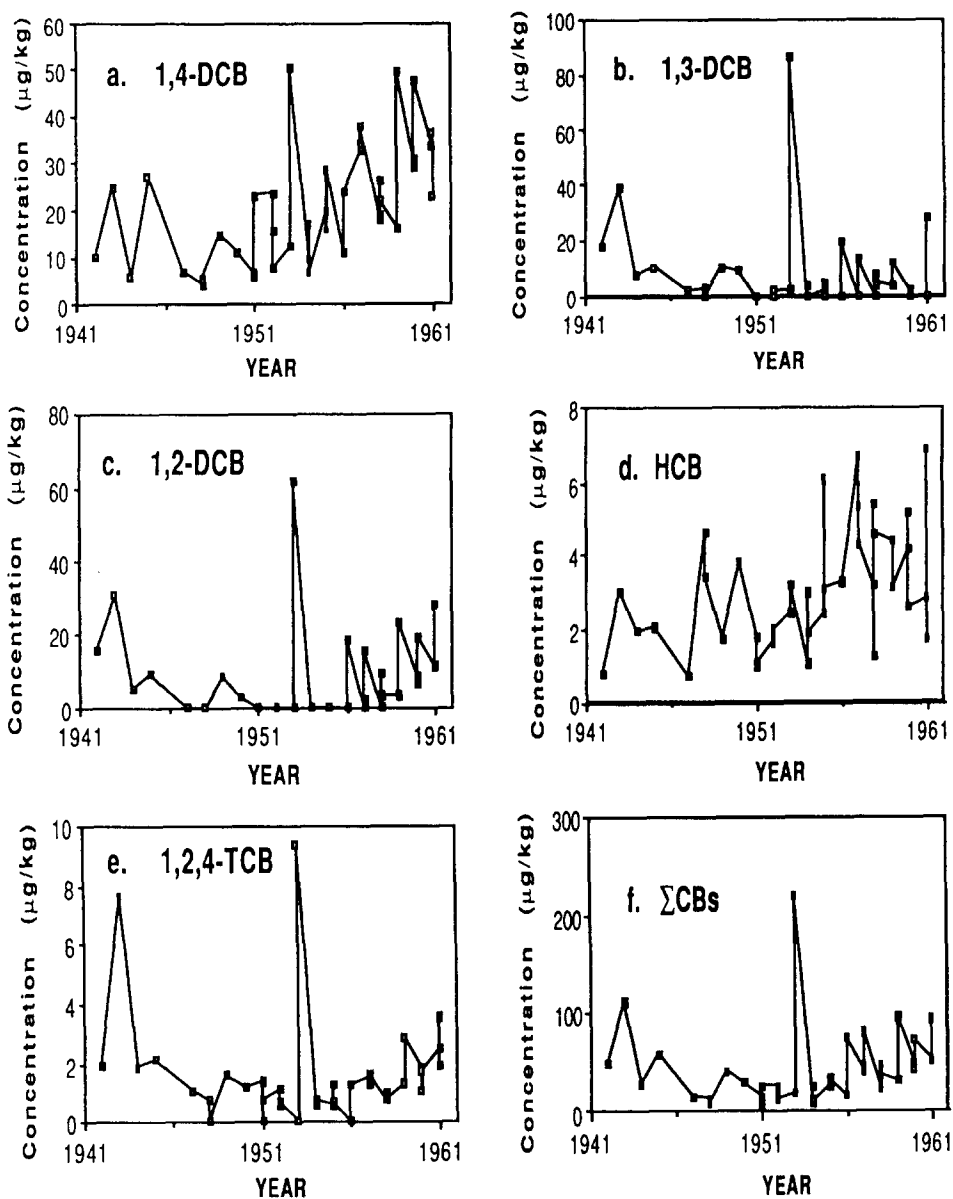 Concentration (μg/kg)
60
50
40
30
20
10
0
a. 1,4-DCB
1941
1951
1961
YEAR
Concentration (μg/kg)
100
80
60
40
20
0
b. 1,3-DCB
1941
1951
1961
YEAR
Concentration (μg/kg)
80
60
40
20
0
c. 1,2-DCB
1941
1951
1961
YEAR
Concentration (μg/kg)
8
6
4
2
0
d. HCB
1941
1951
1961
YEAR
Concentration (μg/kg)
10
8
6
4
2
0
e. 1,2,4-TCB
1941
1951
1961
YEAR
Concentration (μg/kg)
300
200
100
0
f. ∑CBs
1941
1951
1961
YEAR